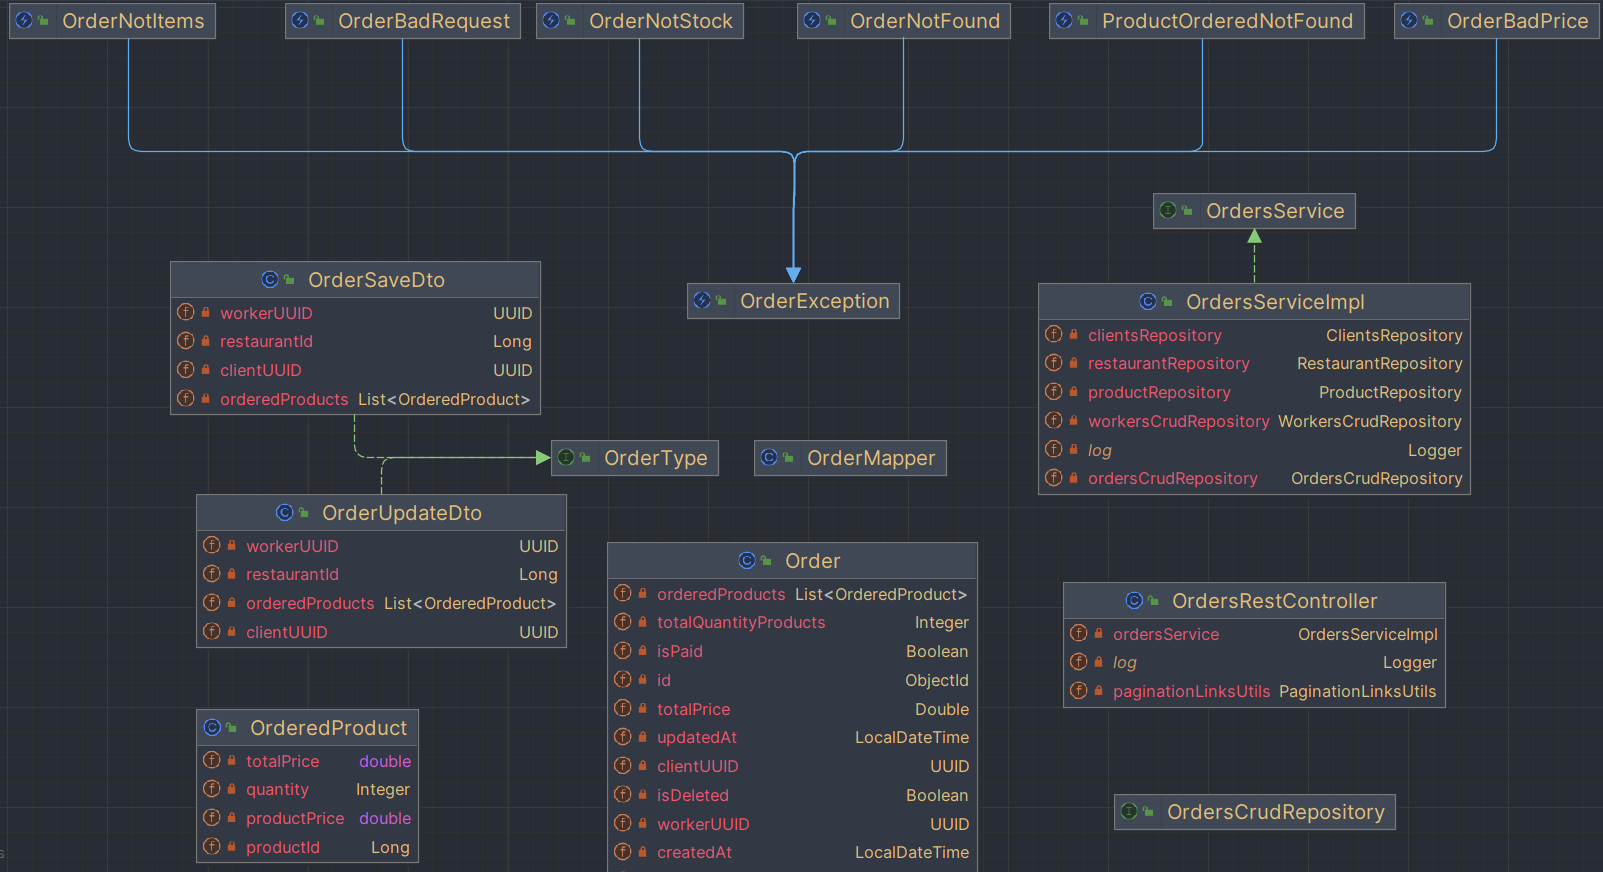 OrderNotItems
OrderBadRequest
OrderNotStock
OrderNotFound
ProductOrderedNotFound
OrderBadPrice
OrdersService
OrderSaveDto
workerUUID UUID
restaurantId Long
clientUUID UUID
orderedProducts List<OrderedProduct>
OrderException
OrdersServiceImpl
clientsRepository ClientsRepository
restaurantRepository RestaurantRepository
productRepository ProductRepository
workersCrudRepository WorkersCrudRepository
log Logger
ordersCrudRepository OrdersCrudRepository
OrderType
OrderMapper
OrderUpdateDto
workerUUID UUID
restaurantId Long
orderedProducts List<OrderedProduct>
clientUUID UUID
Order
orderedProducts List<OrderedProduct>
totalQuantityProducts Integer
isPaid Boolean
id ObjectId
totalPrice Double
updatedAt LocalDateTime
clientUUID UUID
isDeleted Boolean
workerUUID UUID
createdAt LocalDateTime
OrdersRestController
ordersService OrdersServiceImpl
log Logger
paginationLinksUtils PaginationLinksUtils
OrderedProduct
totalPrice double
quantity Integer
productPrice double
productId Long
OrdersCrudRepository